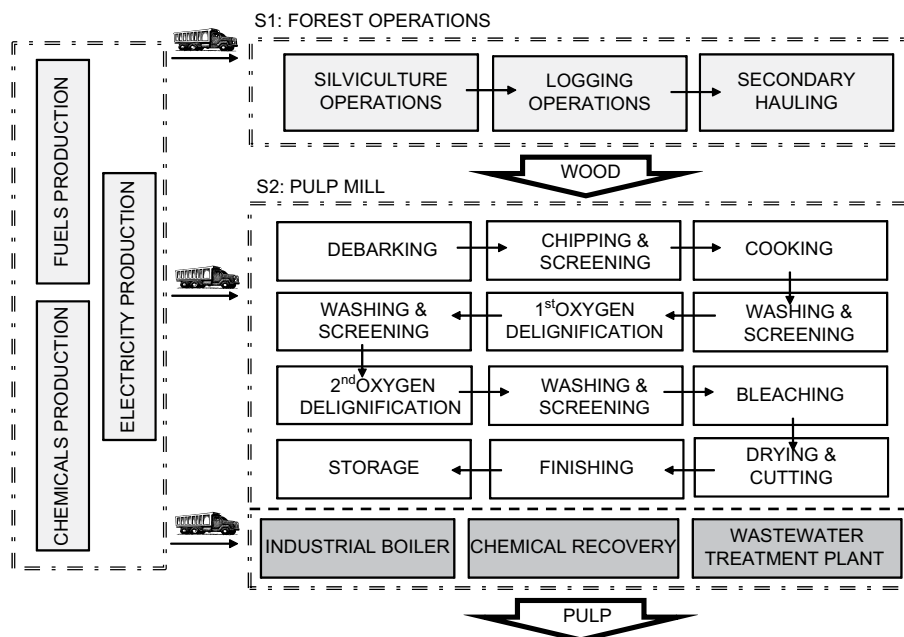 S1: FOREST OPERATIONS
SILVICULTURE
OPERATIONS
LOGGING
OPERATIONS
SECONDARY
HAULING
FUELS PRODUCTION
ELECTRICITY PRODUCTION
CHEMICALS PRODUCTION
WOOD
S2: PULP MILL
DEBARKING
CHIPPING &
SCREENING
COOKING
WASHING &
SCREENING
1stOXYGEN
DELIGNIFICATION
WASHING &
SCREENING
2ndOXYGEN
DELIGNIFICATION
WASHING &
SCREENING
BLEACHING
STORAGE
FINISHING
DRYING &
CUTTING
INDUSTRIAL BOILER
CHEMICAL RECOVERY
WASTEWATER
TREATMENT PLANT
PULP